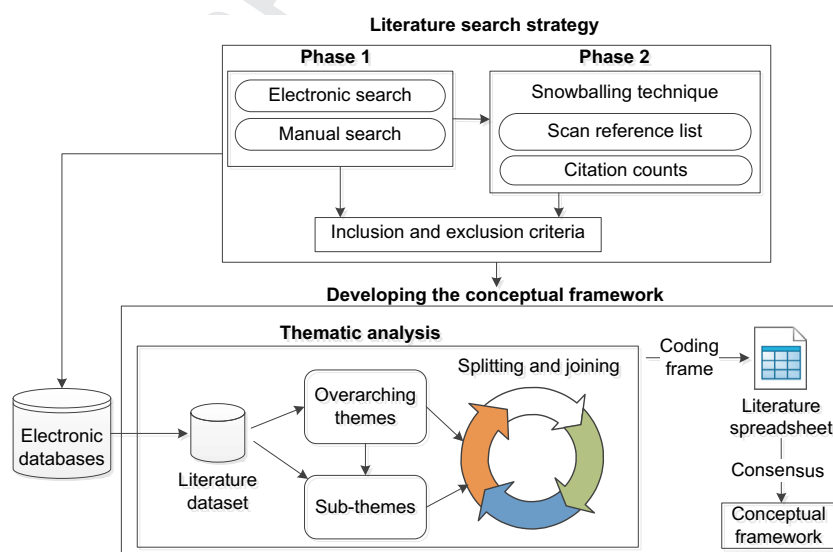 Literature search strategy
Phase 1
Electronic search
Manual search
Phase 2
Snowballing technique
Scan reference list
Citation counts
Inclusion and exclusion criteria
Developing the conceptual framework
Thematic analysis
Electronic
databases
Literature
dataset
Overarching
themes
Sub-themes
Splitting and joining
Coding
frame
Literature
spreadsheet
Consensus
Conceptual
framework